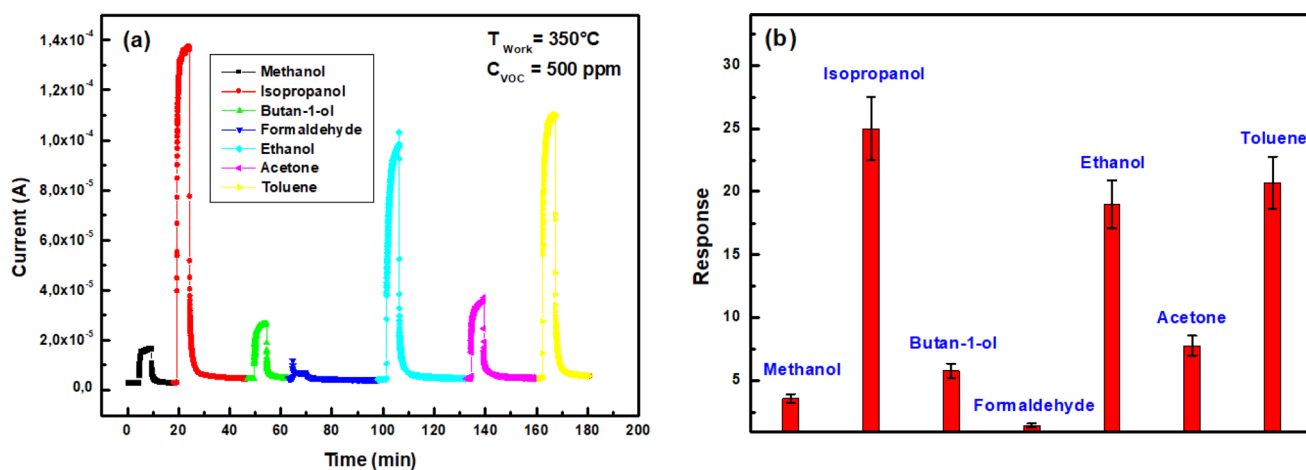 (a)
T Work = 350°C
C VOC = 500 ppm
Methanol
Isopropanol
Butan-1-ol
Formaldehyde
Ethanol
Acetone
Toluene
1,4x10-4
1,2x10-4
1,0x10-4
8,0x10-5
6,0x10-5
4,0x10-5
2,0x10-5
0,0
Current (A)
0 20 40 60 80 100 120 140 160 180 200
Time (min)
(b)
30
25
20
15
10
5
Response
Methanol
Isopropanol
Butan-1-ol
Formaldehyde
Ethanol
Acetone
Toluene